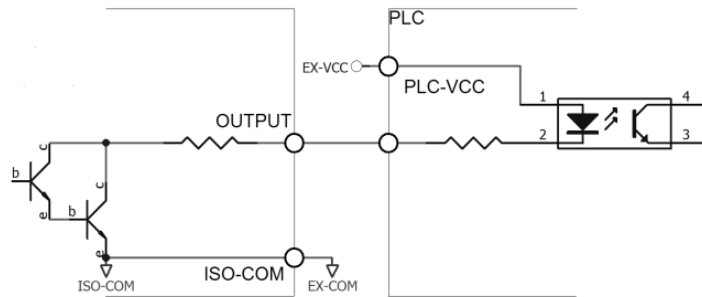 PLC
EX-VCC
PLC-VCC
1
4
OUTPUT
2
3
c
b
c
e
b
e
ISO-COM
ISO-COM
EX-COM